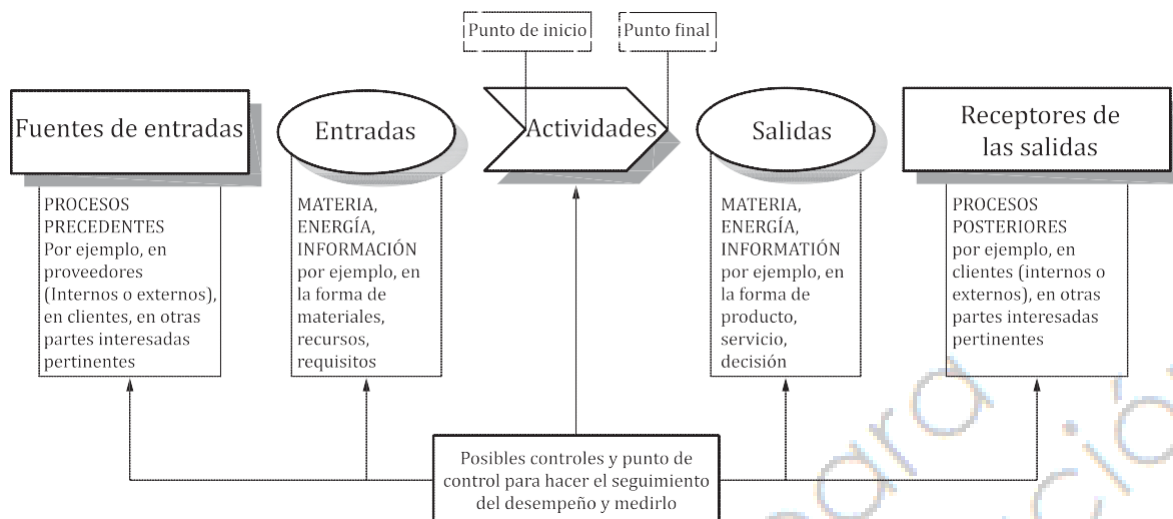 Punto de inicio
Punto final
Fuentes de entradas
Entradas
Actividades
Salidas
Receptores de
las salidas
PROCESOS
PRECEDENTES
Por ejemplo, en
proveedores
(Internos o externos),
en clientes, en otras
partes interesadas
pertinentes
MATERIA,
ENERGÍA,
INFORMACIÓN
por ejemplo, en
la forma de
materiales,
recursos,
requisitos
MATERIA,
ENERGÍA,
INFORMATIÓN
por ejemplo, en
la forma de
producto,
servicio,
decisión
PROCESOS
POSTERIORES
por ejemplo, en
clientes (internos o
externos), en otras
partes interesadas
pertinentes
Posibles controles y punto de
control para hacer el seguimiento
del desempeño y medirlo